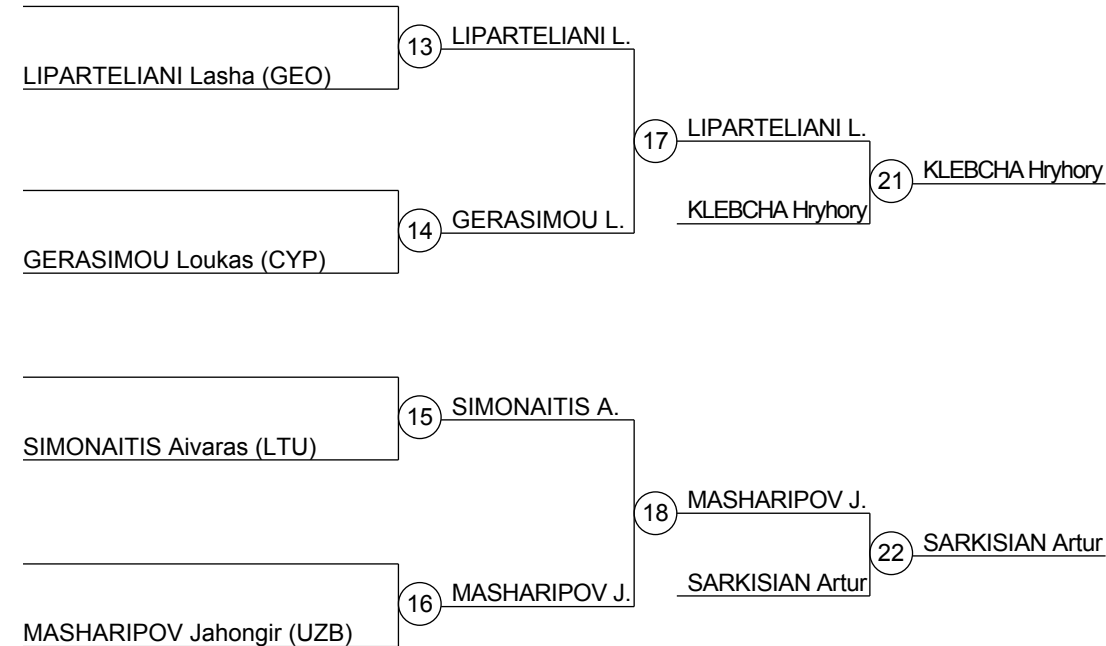 13
LIPARTELIANI L.
LIPARTELIANI Lasha (GEO)
17
LIPARTELIANI L.
21
KLEBCHA Hryhory
KLEBCHA Hryhory
14
GERASIMOU L.
GERASIMOU Loukas (CYP)
15
SIMONAITIS A.
SIMONAITIS Aivaras (LTU)
18
MASHARIPOV J.
22
SARKISIAN Artur
SARKISIAN Artur
16
MASHARIPOV J.
MASHARIPOV Jahongir (UZB)